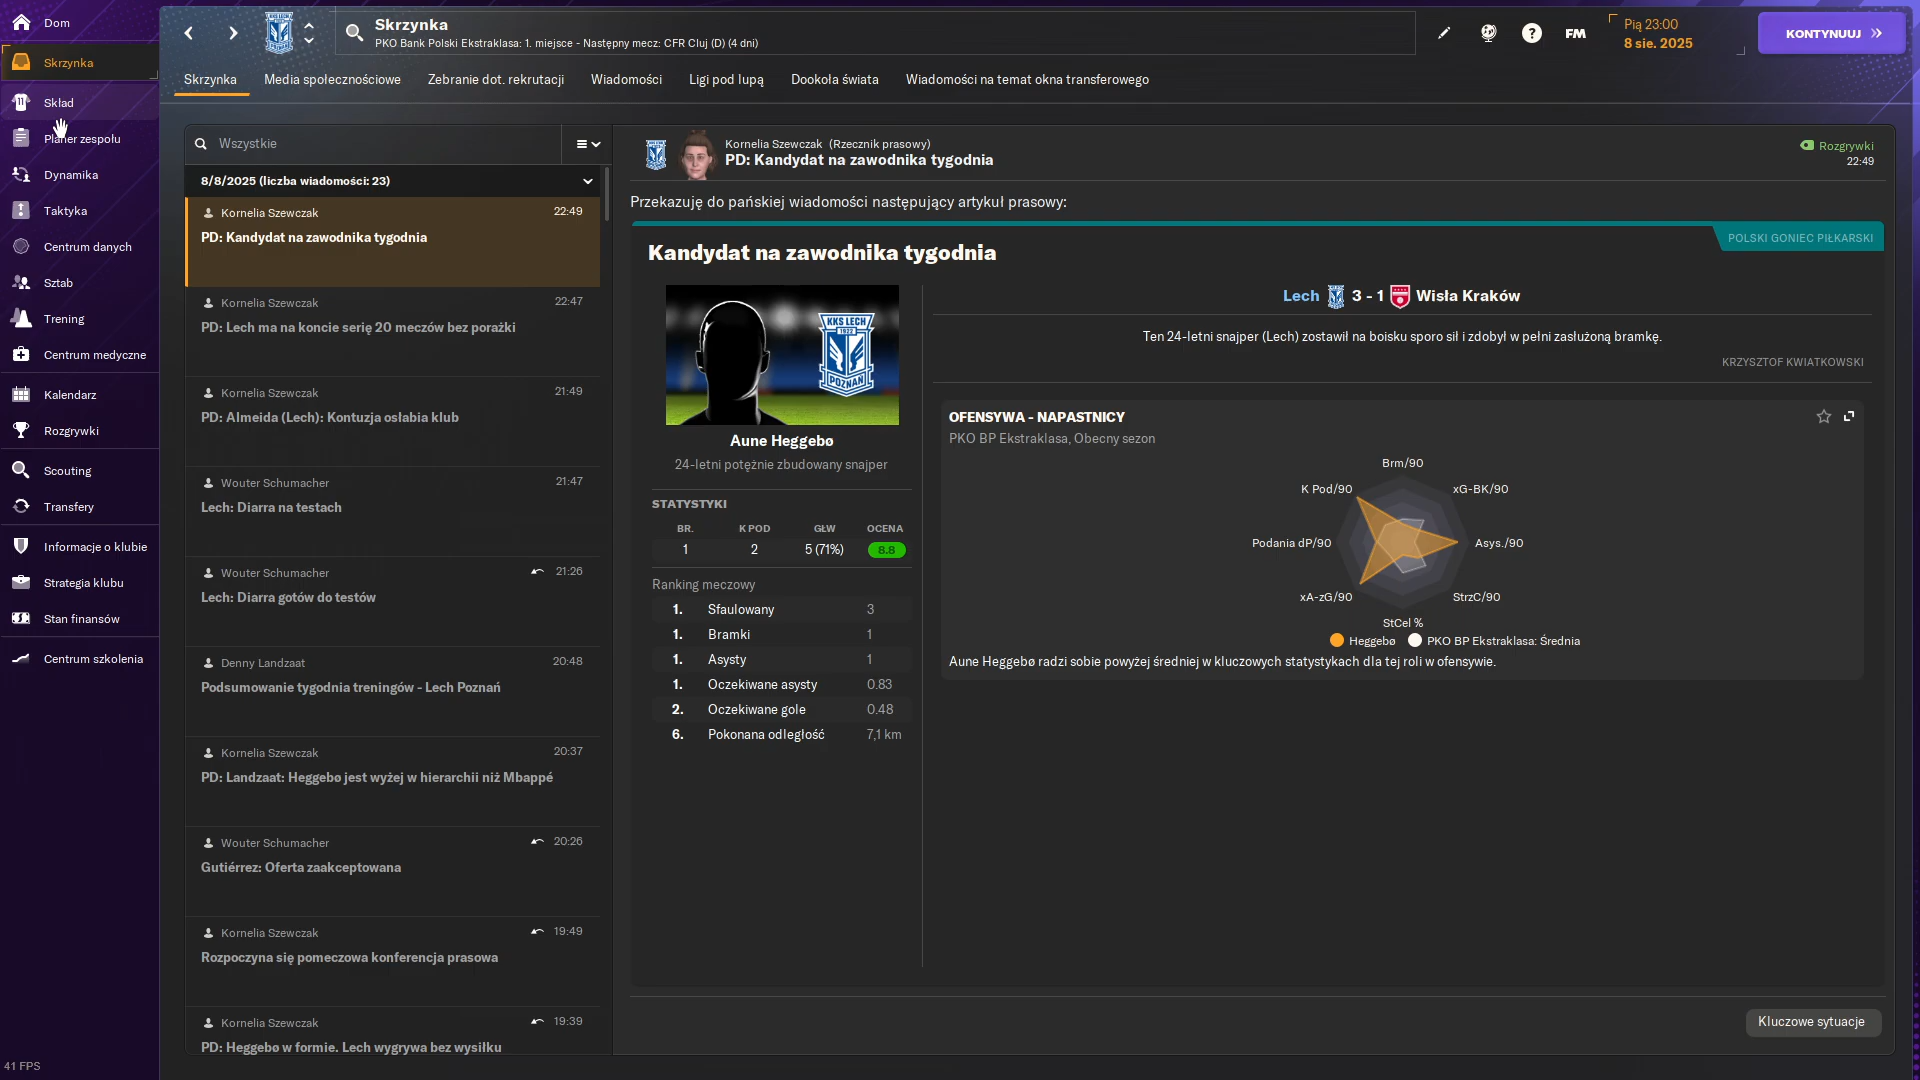 Dom
Skrzynka
Skład
Planer zespołu
Dynamika
Taktyka
Centrum danych
Sztab
Trening
Centrum medyczne
Kalendarz
Rozgrywki
Scouting
Transfery
Informacje o klubie
Strategia klubu
Stan finansów
Centrum szkolenia
41 FPS
Skrzynka
PKO Bank Polski Ekstraklasa: 1. miejsce - Następny mecz: CFR Cluj (D) (4 dni)
FM
Pią 23:00
8 sie. 2025
KONTYNUUJ
Skrzynka
Media społecznościowe
Zebranie dot. rekrutacji
Wiadomości
Ligi pod lupą
Dookoła świata
Wiadomości na temat okna transferowego
Wszystkie
8/8/2025 (liczba wiadomości: 23)
Kornelia Szewczak 22:49
PD: Kandydat na zawodnika tygodnia
Kornelia Szewczak 22:47
PD: Lech ma na koncie serię 20 meczów bez porażki
Kornelia Szewczak 21:49
PD: Almeida (Lech): Kontuzja osłabia klub
Wouter Schumacher 21:47
Lech: Diarra na testach
Wouter Schumacher 21:26
Lech: Diarra gotów do testów
Denny Landzaat 20:48
Podsumowanie tygodnia treningów - Lech Poznań
Kornelia Szewczak 20:37
PD: Landzaat: Heggebø jest wyżej w hierarchii niż Mbappé
Wouter Schumacher 20:26
Gutiérrez: Oferta zaakceptowana
Kornelia Szewczak 19:49
Rozpoczyna się pomeczowa konferencja prasowa
Kornelia Szewczak 19:39
PD: Heggebø w formie. Lech wygrywa bez wysiłku
Kornelia Szewczak (Rzecznik prasowy)
PD: Kandydat na zawodnika tygodnia
Rozgrywki
22:49
Przekazuję do pańskiej wiadomości następujący artykuł prasowy:
POLSKI GONIEC PIŁKARSKI
Kandydat na zawodnika tygodnia
KKS LECH
1922
POZNAŃ
Aune Heggebø
24-letni potężnie zbudowany snajper
STATYSTYKI
BR. K POD GŁW OCENA
1 2 5 (71%) 8.8
Ranking meczowy
1. Sfaulowany 3
1. Bramki 1
1. Asysty 1
1. Oczekiwane asysty 0.83
2. Oczekiwane gole 0.48
6. Pokonana odległość 7,1 km
Lech 3 - 1 Wisła Kraków
Ten 24-letni snajper (Lech) zostawił na boisku sporo sił i zdobył w pełni zasłużoną bramkę.
KRZYSZTOF KWIATKOWSKI
OFENSYWA - NAPASTNICY
PKO BP Ekstraklasa, Obecny sezon
Brm/90
K Pod/90 xG-BK/90
Podania dP/90 Asys./90
xA-zG/90 StrzC/90
StCel %
Heggebø PKO BP Ekstraklasa: Średnia
Aune Heggebø radzi sobie powyżej średniej w kluczowych statystykach dla tej roli w ofensywie.
Kluczowe sytuacje